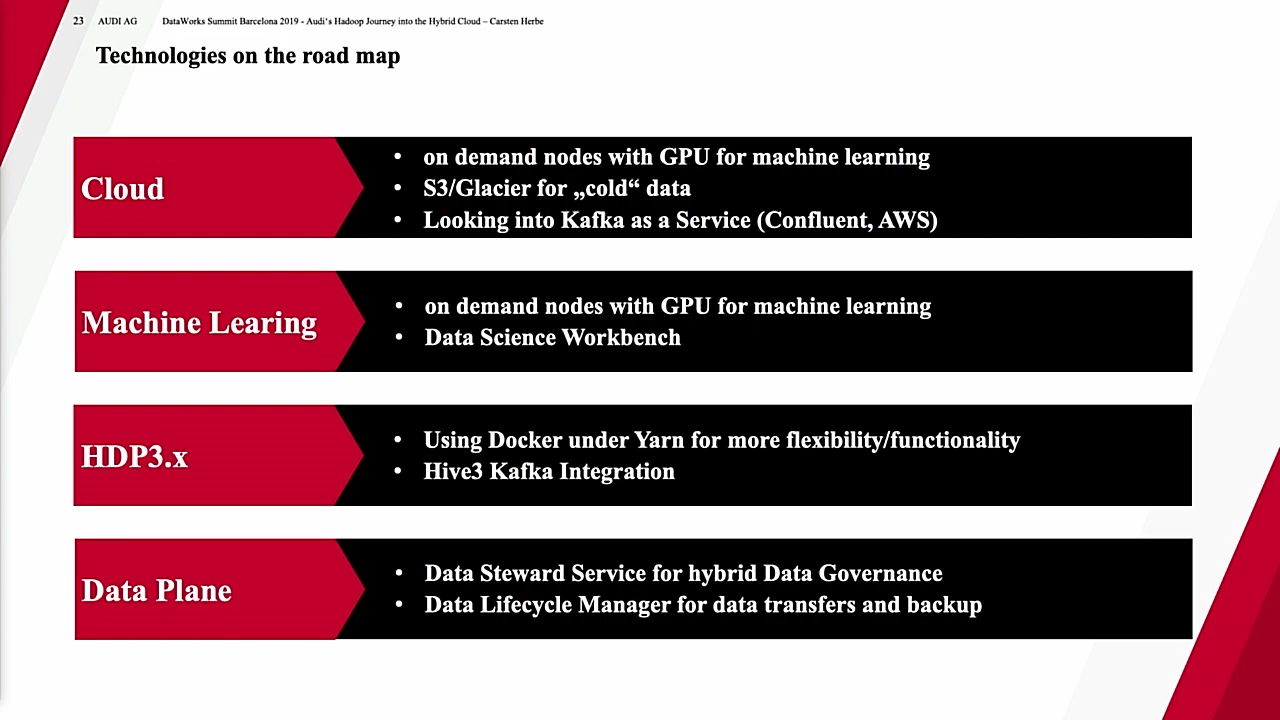 23 AUDI AG DataWorks Summit Barcelona 2019 - Audi's Hadoop Journey into the Hybrid Cloud – Carsten Herbe
Technologies on the road map
Cloud
• on demand nodes with GPU for machine learning
• S3/Glacier for „cold“ data
• Looking into Kafka as a Service (Confluent, AWS)
Machine Learing
• on demand nodes with GPU for machine learning
• Data Science Workbench
HDP3.x
• Using Docker under Yarn for more flexibility/functionality
• Hive3 Kafka Integration
Data Plane
• Data Steward Service for hybrid Data Governance
• Data Lifecycle Manager for data transfers and backup